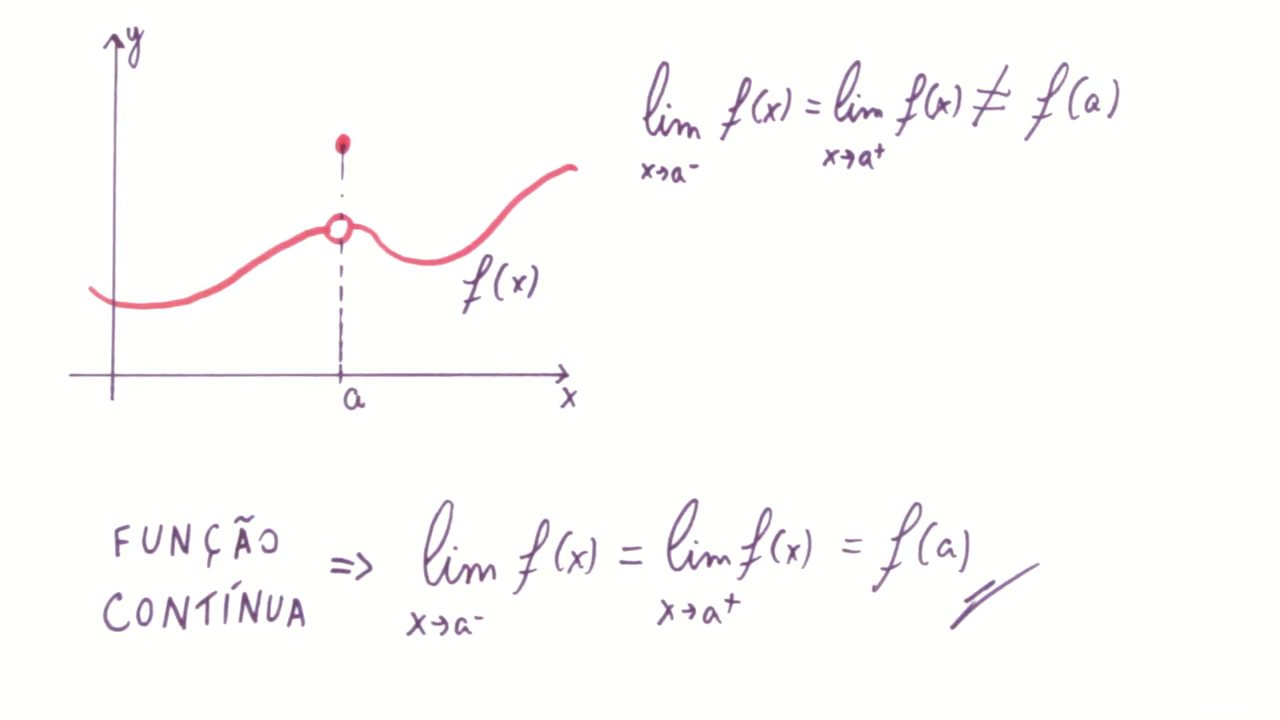 y
lim f(x) = lim f(x) ≠ f(a)
x→a⁻ x→a⁺
f(x)
a
x
FUNÇÃO
CONTÍNUA => lim f(x) = lim f(x) = f(a)
x→a⁻ x→a⁺